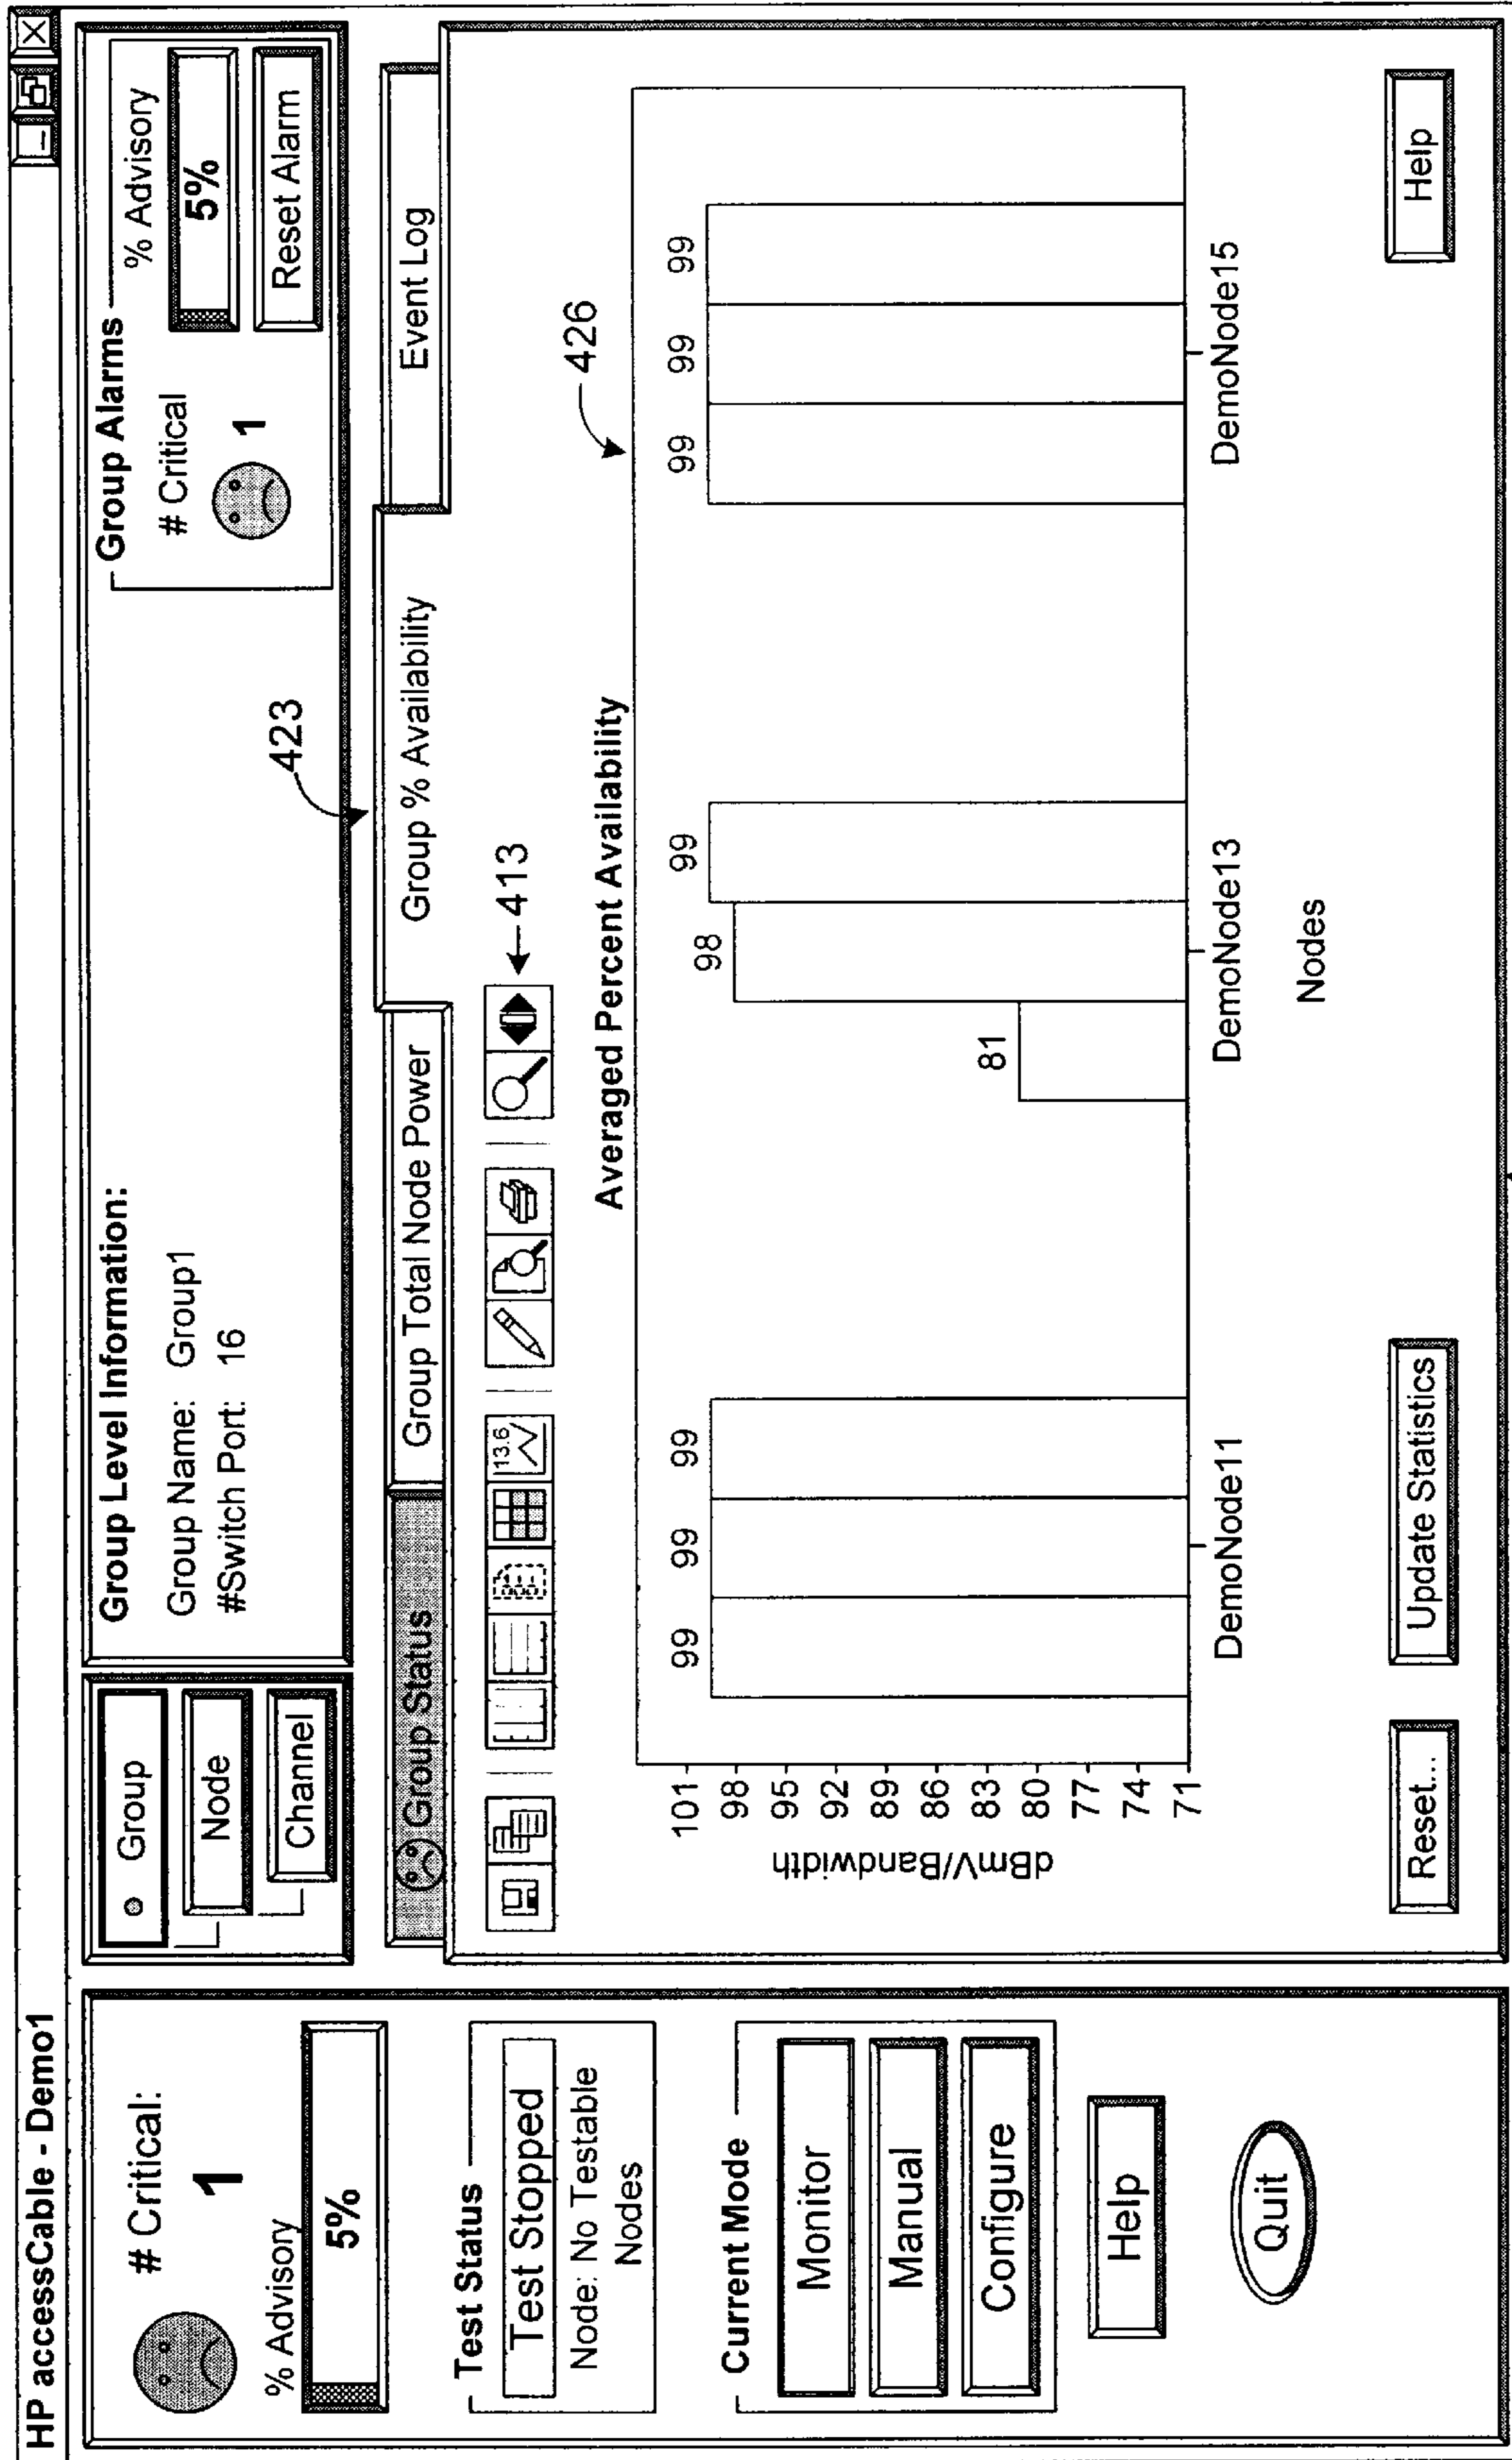 HP accessCable - Demo1
# Critical:
1
% Advisory
5%
Test Status
Test Stopped
Node: No Testable
Nodes
Current Mode
Monitor
Manual
Configure
Help
Quit
Group
Node
Channel
Group Level Information:
Group Name: Group1
#Switch Port: 16
Group Alarms
# Critical
1
% Advisory
5%
Reset Alarm
423
Group Status
Group Total Node Power
Group % Availability
Event Log
13.6
413
Averaged Percent Availability
426
dBmV/Bandwidth
101
98
95
92
89
86
83
80
77
74
71
99
99
99
81
98
99
99
99
99
DemoNode11
DemoNode13
DemoNode15
Nodes
Reset...
Update Statistics
Help